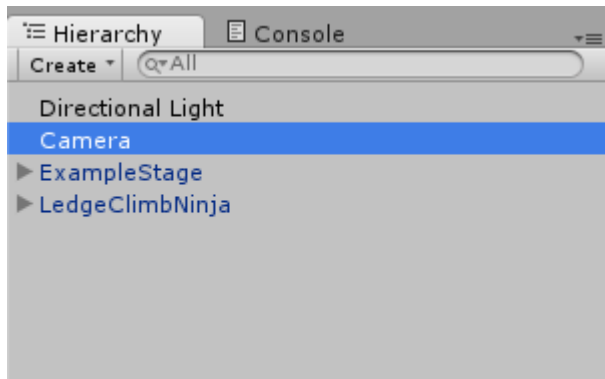 Hierarchy Console
Create All
Directional Light
Camera
ExampleStage
LedgeClimbNinja